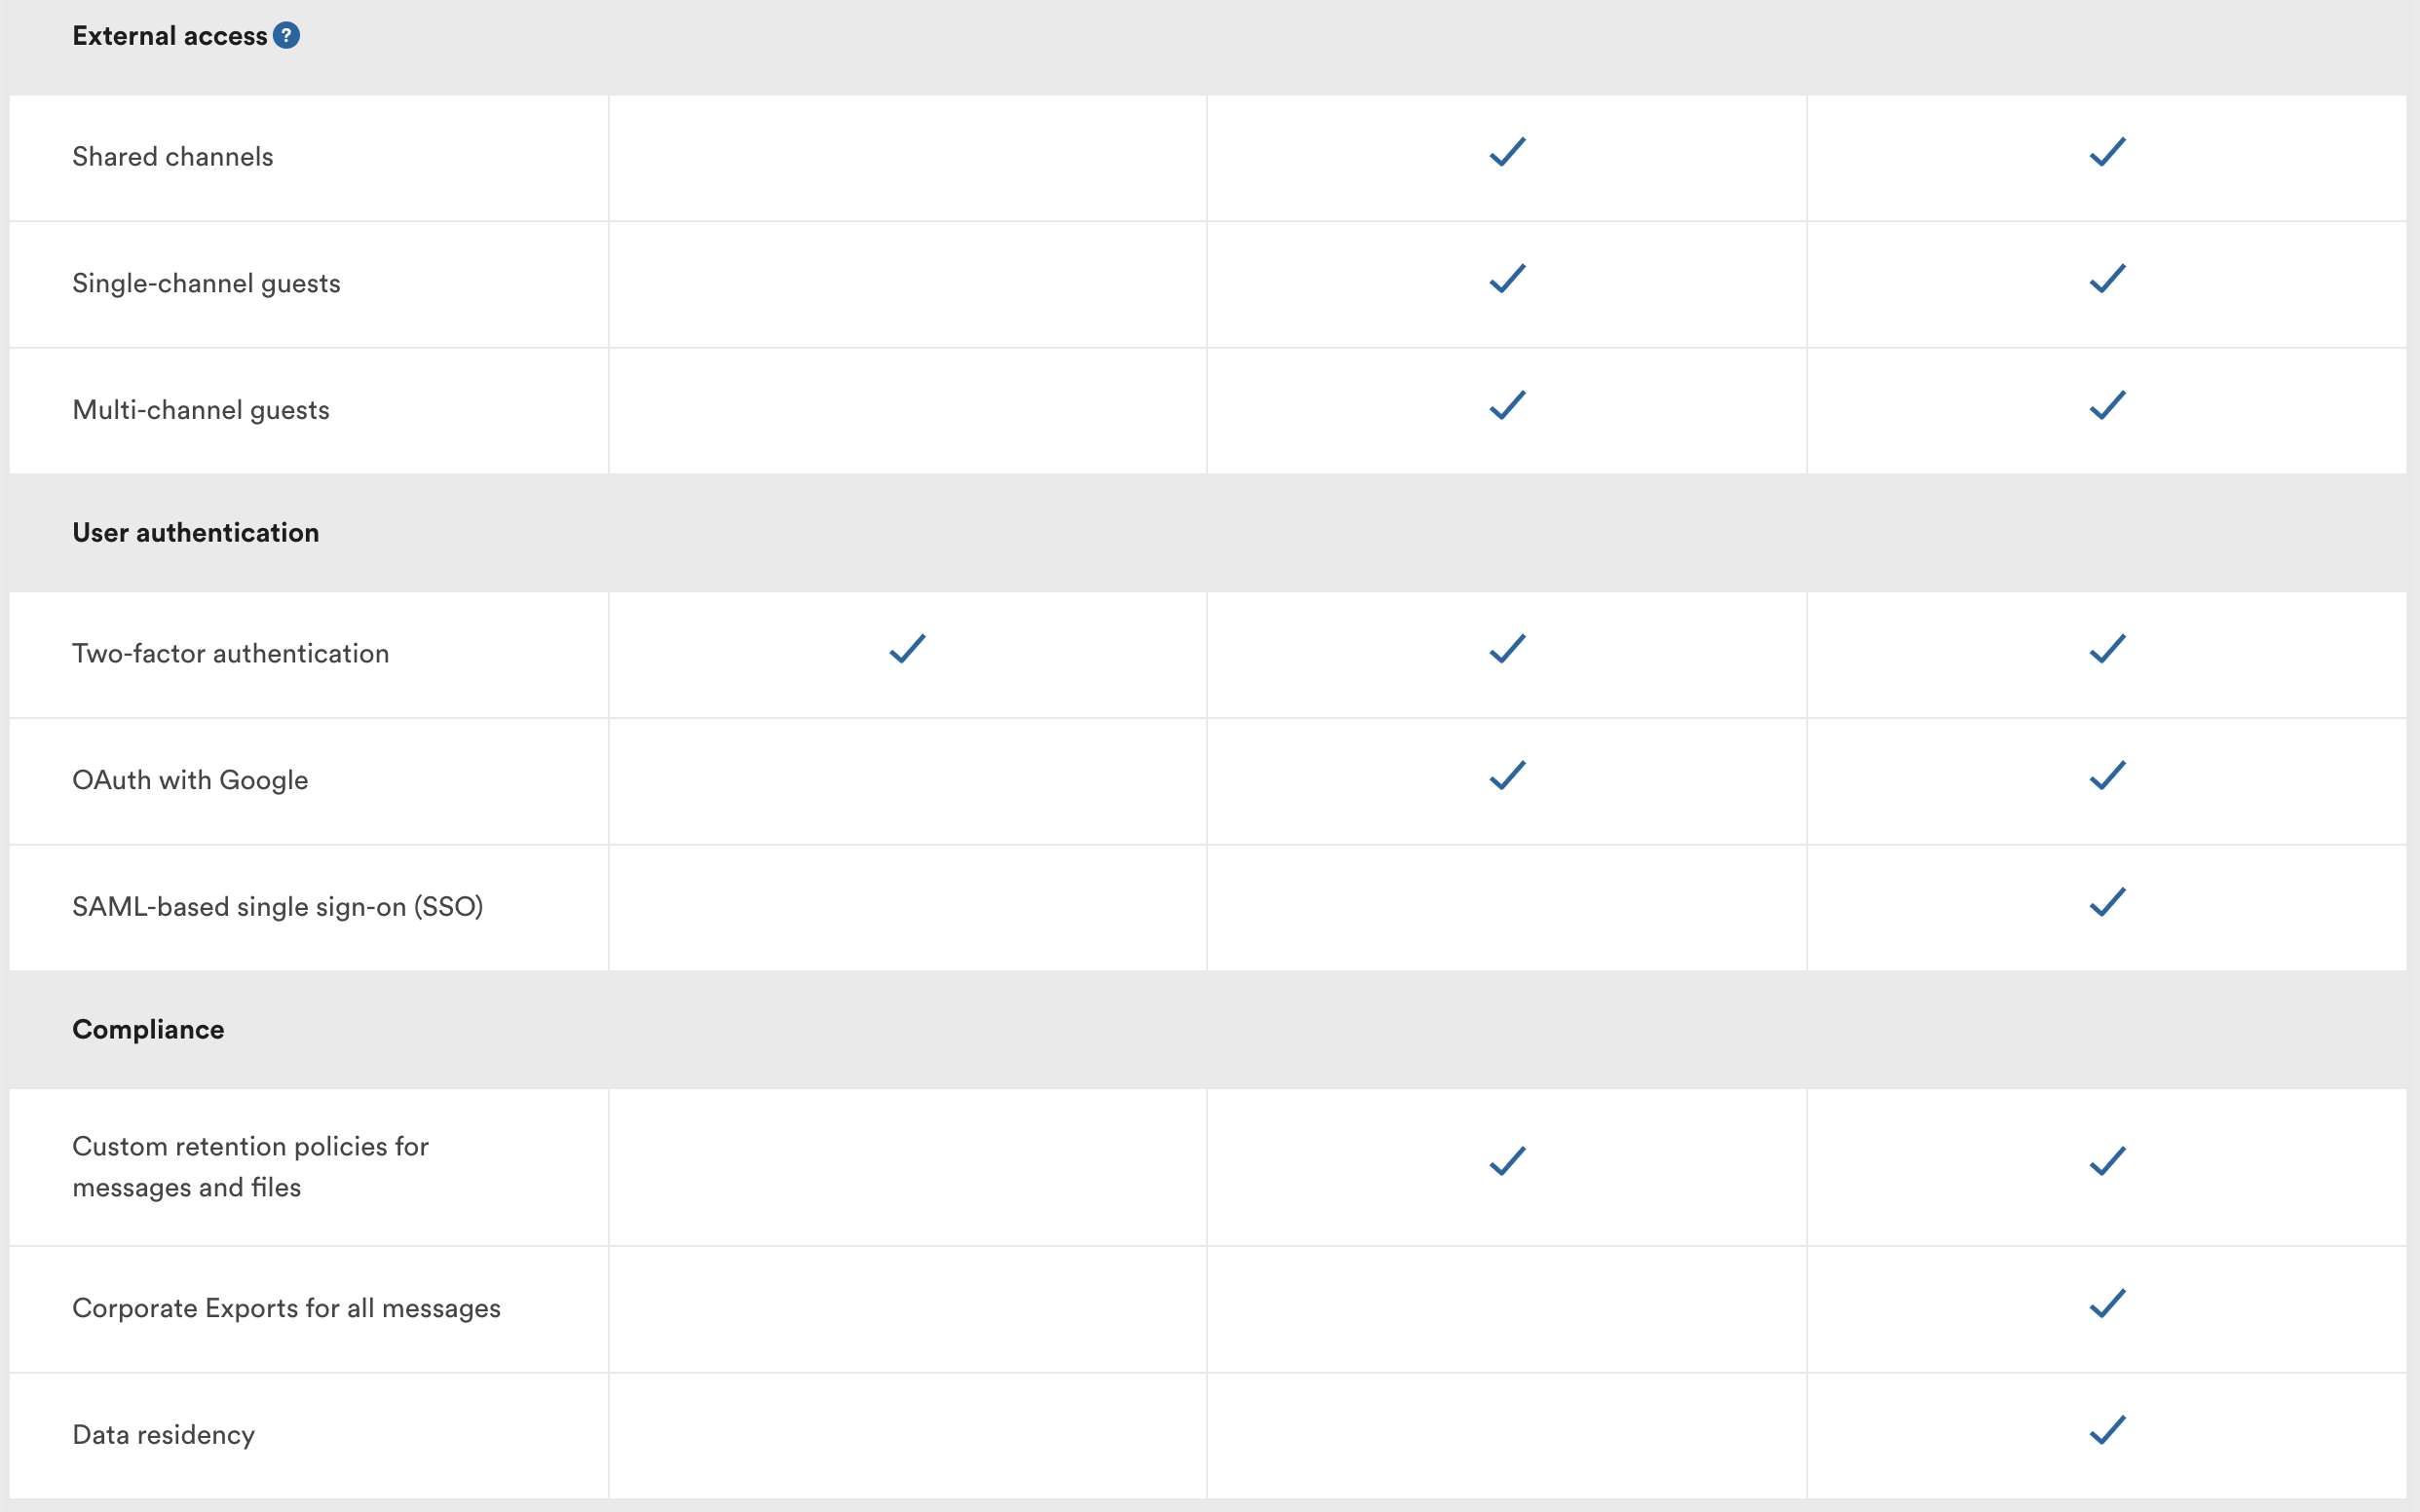 External access ?
Shared channels
Single-channel guests
Multi-channel guests
User authentication
Two-factor authentication
OAuth with Google
SAML-based single sign-on (SSO)
Compliance
Custom retention policies for
messages and files
Corporate Exports for all messages
Data residency